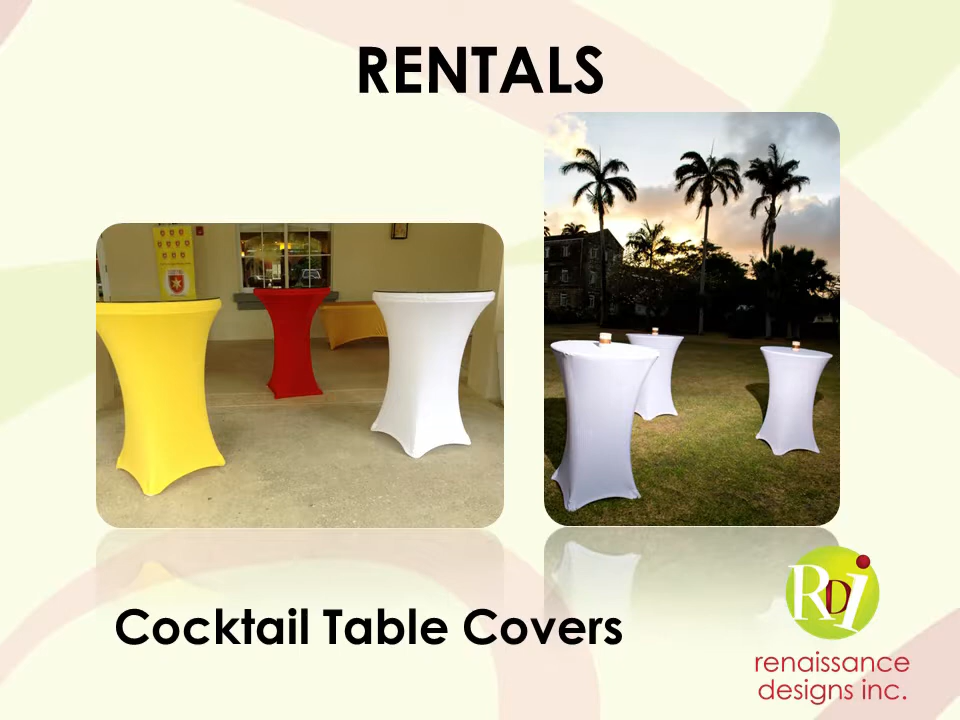 RENTALS
Cocktail Table Covers
RDi
renaissance
designs inc.